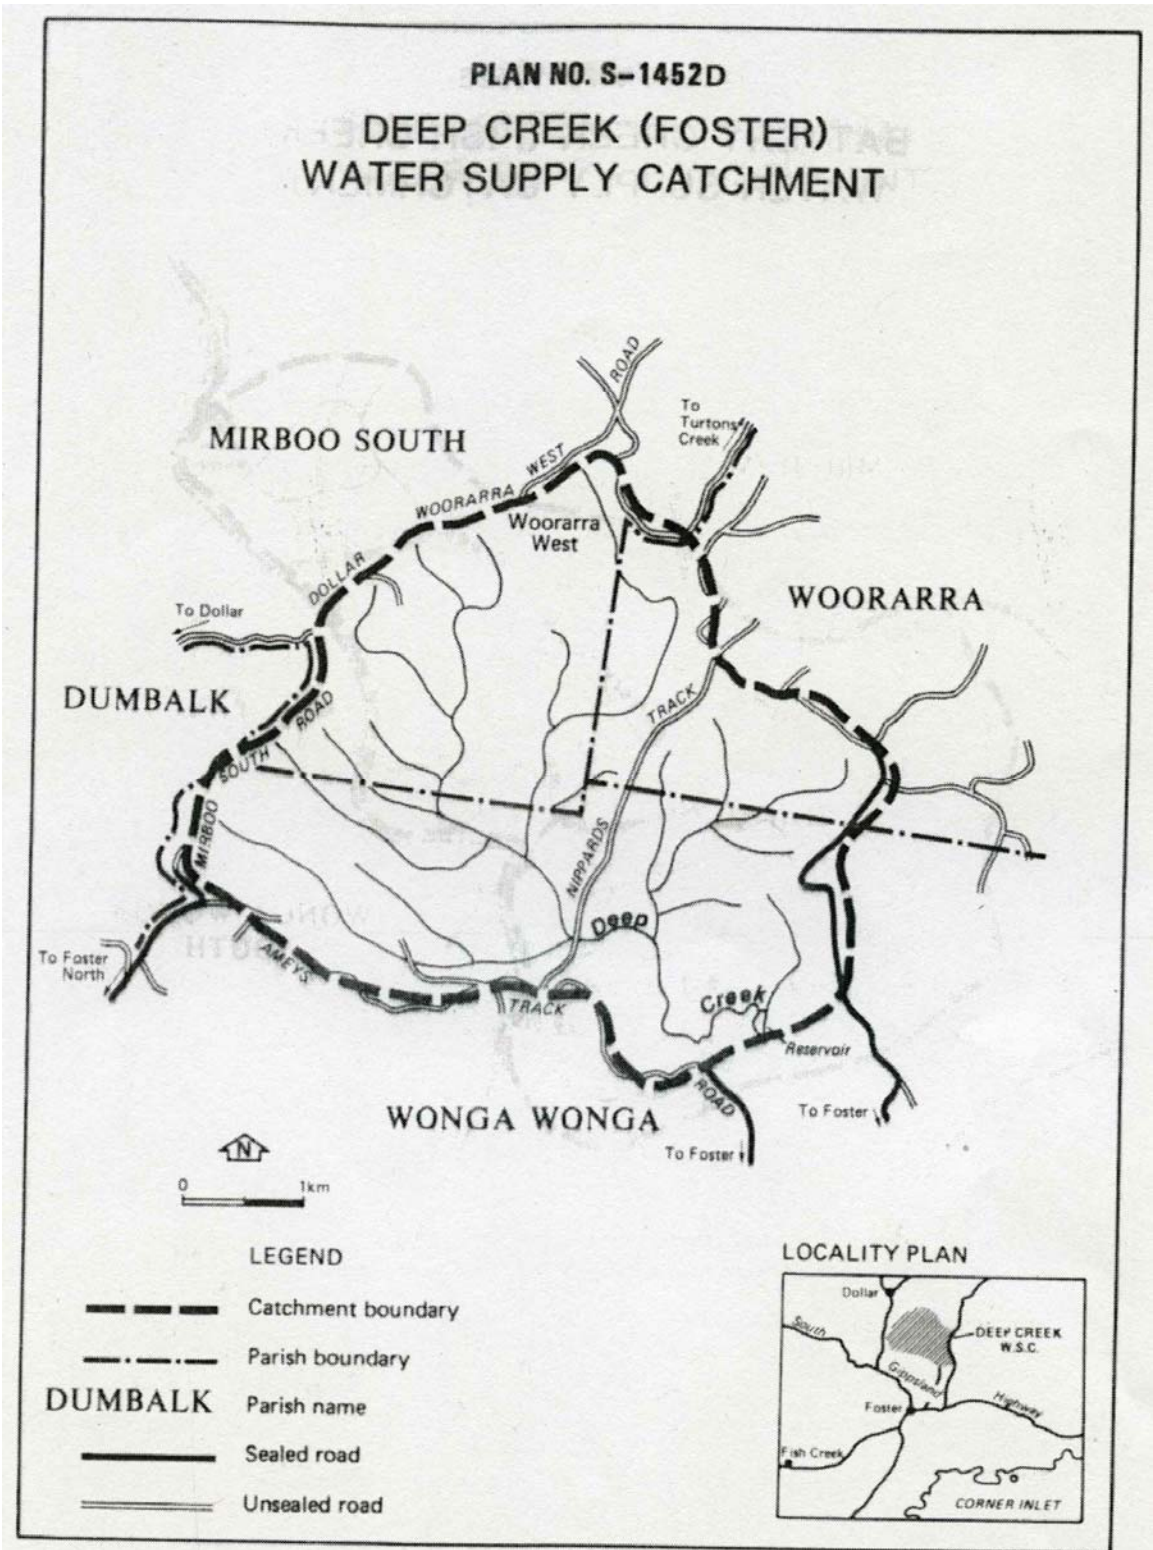 PLAN NO. S-1452D
DEEP CREEK (FOSTER)
WATER SUPPLY CATCHMENT
ROAD
To
Turtons
Creek
MIRBOO SOUTH
WEST
WOORARRA
Woorarra
West
DOLLAR
WOORARRA
To Dollar
DUMBALK
TRACK
ROAD
SOUTH
MIRBOO
NIPPARDS
Deep
To Foster
North
AMEYS
TRACK
Creek
Reservoir
ROAD
To Foster
WONGA WONGA
To Foster
N
0 1km
LEGEND
Catchment boundary
Parish boundary
DUMBALK Parish name
Sealed road
Unsealed road
LOCALITY PLAN
Dollar
South
DEEP CREEK
W.S.C.
Gippsland
Highway
Foster
Fish Creek
CORNER INLET